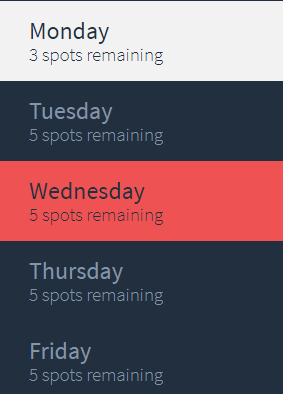 Monday
3 spots remaining
Tuesday
5 spots remaining
Wednesday
5 spots remaining
Thursday
5 spots remaining
Friday
5 spots remaining